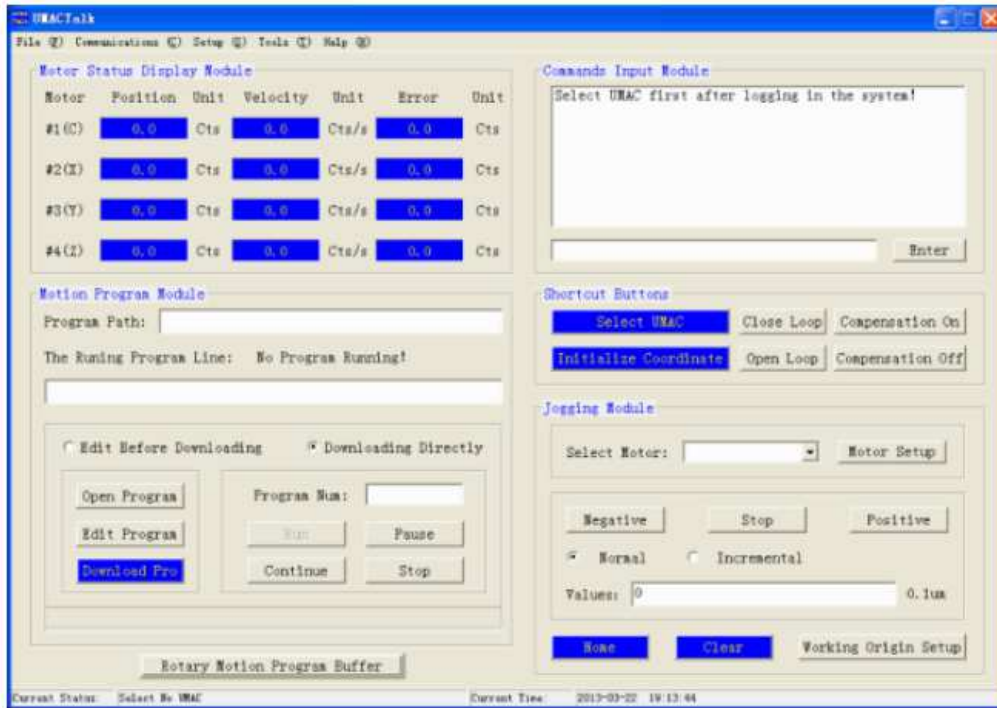 UMACTalk
File (F) Communications (C) Setup (S) Tools (T) Help (H)
Motor Status Display Module
Motor Position Unit Velocity Unit Error Unit
#1(C) 0.0 Cts 0.0 Cts/s 0.0 Cts
#2(X) 0.0 Cts 0.0 Cts/s 0.0 Cts
#3(Y) 0.0 Cts 0.0 Cts/s 0.0 Cts
#4(Z) 0.0 Cts 0.0 Cts/s 0.0 Cts
Commands Input Module
Select UMAC first after logging in the system!
Enter
Motion Program Module
Program Path:
The Runing Program Line: No Program Running!
Edit Before Downloading Downloading Directly
Open Program
Edit Program
Download Pro
Program Num:
Run Pause
Continue Stop
Rotary Motion Program Buffer
Shortcut Buttons
Select UMAC Close Loop Compensation On
Initialize Coordinate Open Loop Compensation Off
Jogging Module
Select Motor: Motor Setup
Negative Stop Positive
Normal Incremental
Values: 0 0.1um
Home Clear Working Origin Setup
Current Status: Select No UMAC Current Time: 2013-03-22 19:13:44